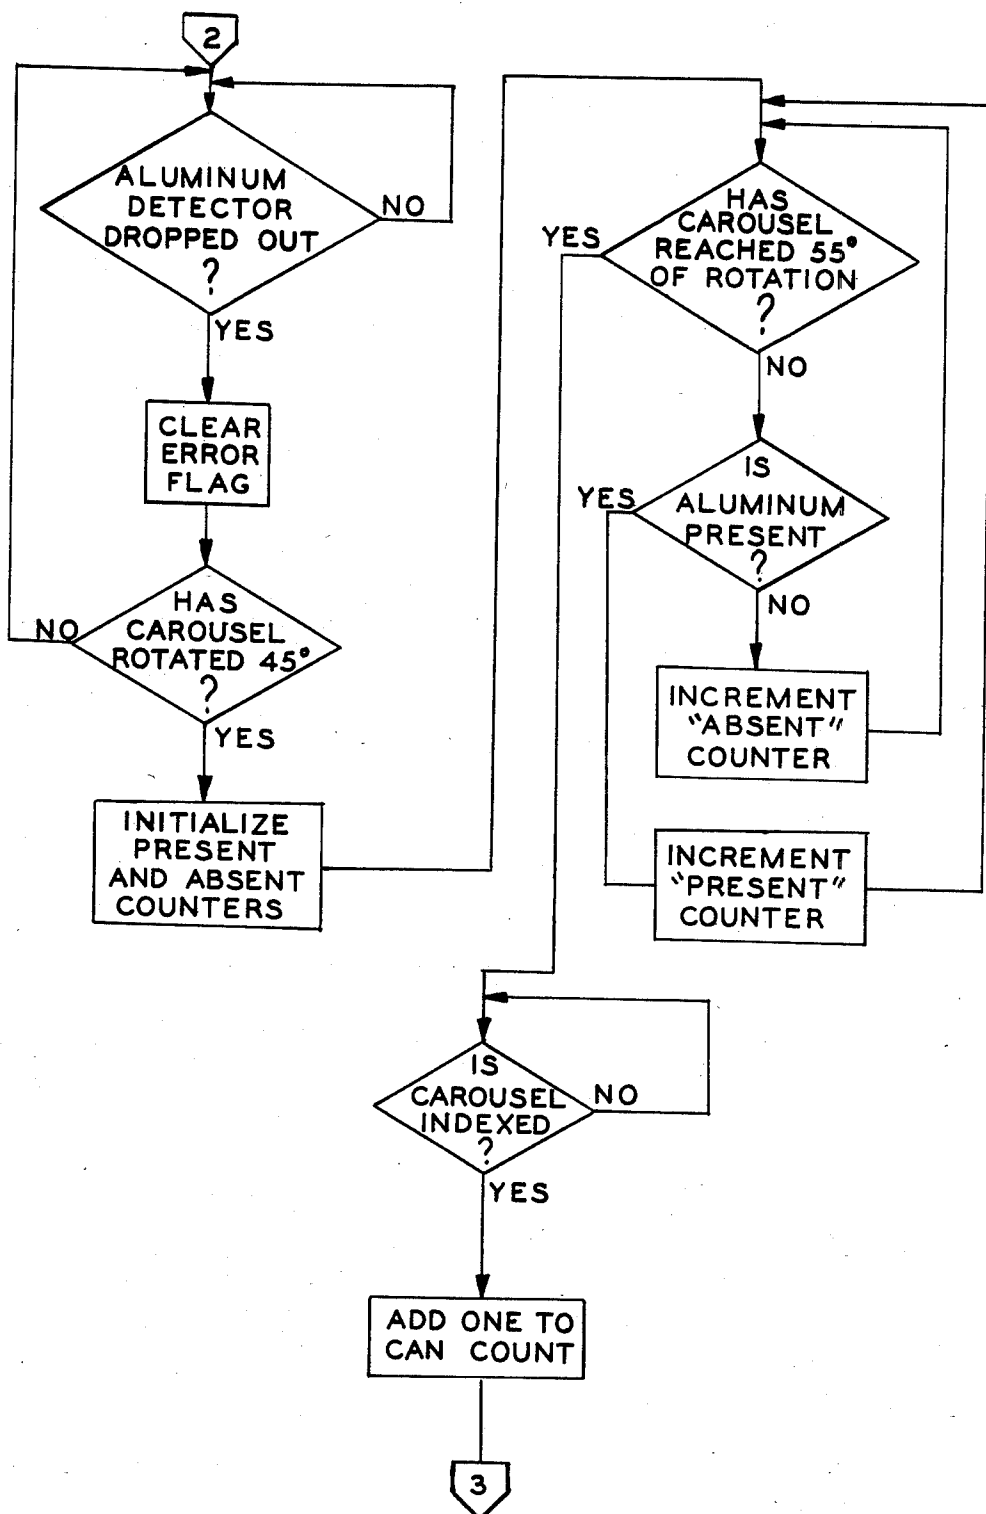 2
ALUMINUM
DETECTOR
DROPPED OUT
?
NO
YES
CLEAR
ERROR
FLAG
HAS
CAROUSEL
ROTATED 45°
?
NO
YES
INITIALIZE
PRESENT
AND ABSENT
COUNTERS
HAS
CAROUSEL
REACHED 55°
OF ROTATION
?
YES
NO
IS
ALUMINUM
PRESENT
?
YES
NO
INCREMENT
"ABSENT"
COUNTER
INCREMENT
"PRESENT"
COUNTER
IS
CAROUSEL
INDEXED
?
NO
YES
ADD ONE TO
CAN COUNT
3